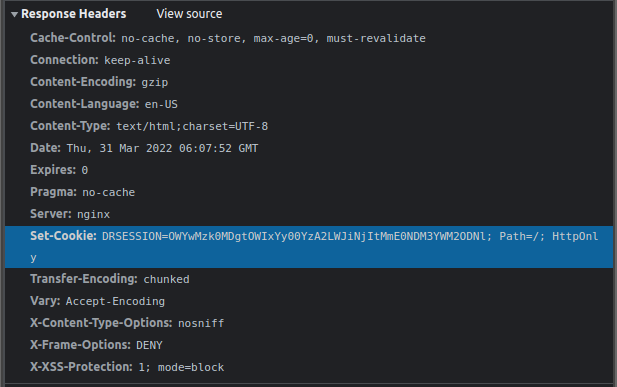 Response Headers View source
Cache-Control: no-cache, no-store, max-age=0, must-revalidate
Connection: keep-alive
Content-Encoding: gzip
Content-Language: en-US
Content-Type: text/html;charset=UTF-8
Date: Thu, 31 Mar 2022 06:07:52 GMT
Expires: 0
Pragma: no-cache
Server: nginx
Set-Cookie: DRSESSION=OWYwMzk0MDgtOWIxYy00YzA2LWJiNjItMmE0NDM3YWM2ODNl; Path=/; HttpOnl
y
Transfer-Encoding: chunked
Vary: Accept-Encoding
X-Content-Type-Options: nosniff
X-Frame-Options: DENY
X-XSS-Protection: 1; mode=block